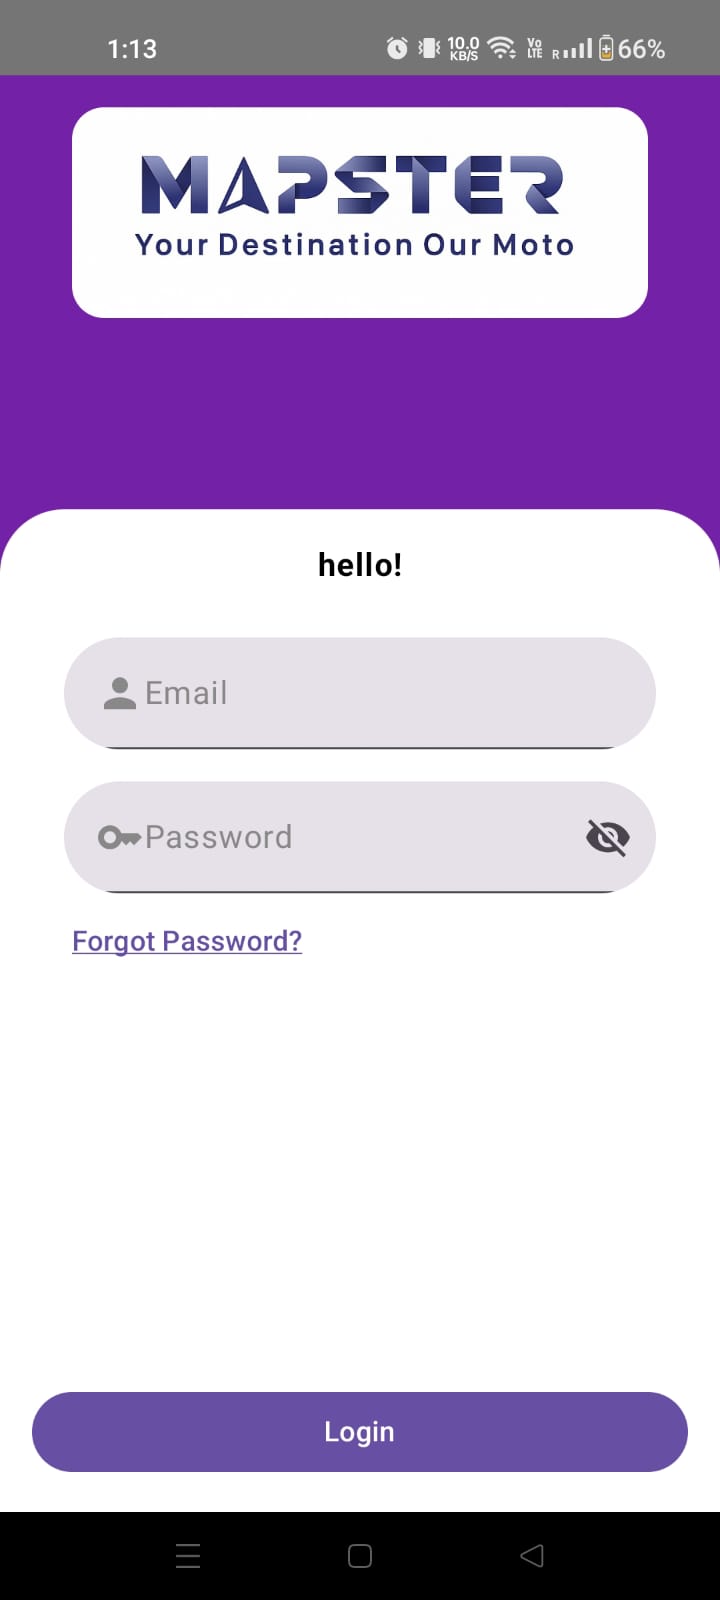 1:13 10.0 KB/S Vo LTE R 66%
MAPSTER
Your Destination Our Moto
hello!
Email
Password
Forgot Password?
Login